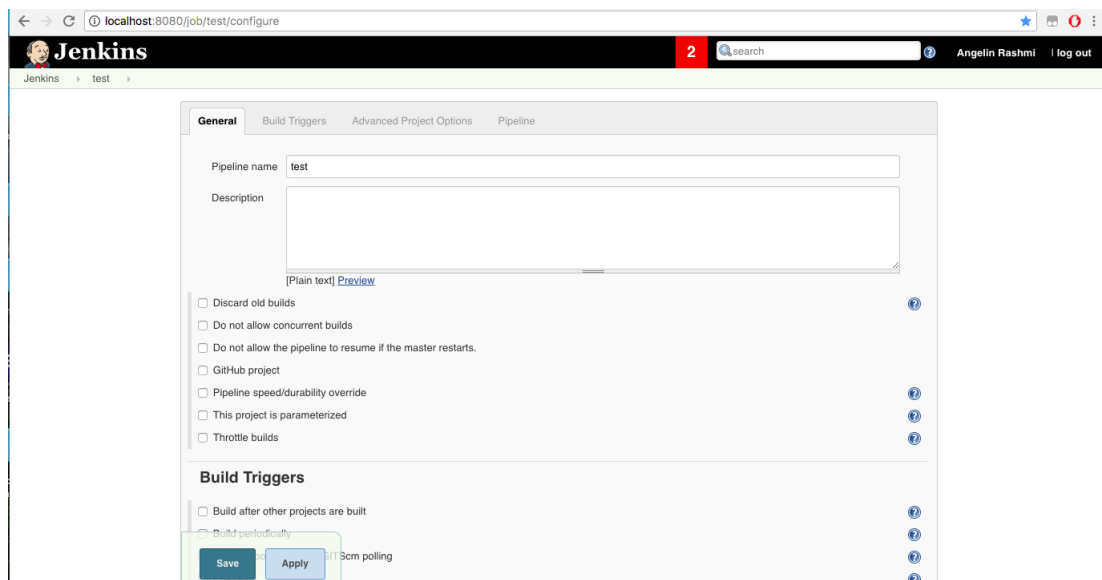 localhost:8080/job/test/configure
Jenkins
2
search
Angelin Rashmi
log out
Jenkins
test
General
Build Triggers
Advanced Project Options
Pipeline
Pipeline name
test
Description
[Plain text] Preview
Discard old builds
Do not allow concurrent builds
Do not allow the pipeline to resume if the master restarts.
GitHub project
Pipeline speed/durability override
This project is parameterized
Throttle builds
Build Triggers
Build after other projects are built
Build periodically
GITScm polling
Save
Apply